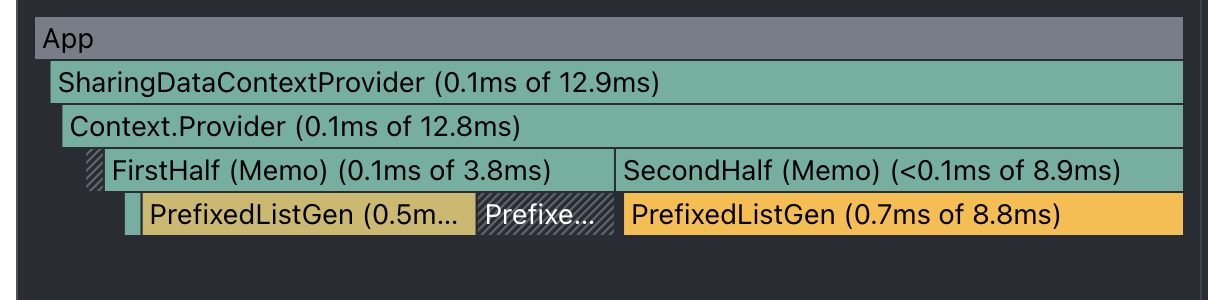 App
SharingDataContextProvider (0.1ms of 12.9ms)
Context.Provider (0.1ms of 12.8ms)
FirstHalf (Memo) (0.1ms of 3.8ms) SecondHalf (Memo) (<0.1ms of 8.9ms)
PrefixedListGen (0.5m... Prefixe... PrefixedListGen (0.7ms of 8.8ms)